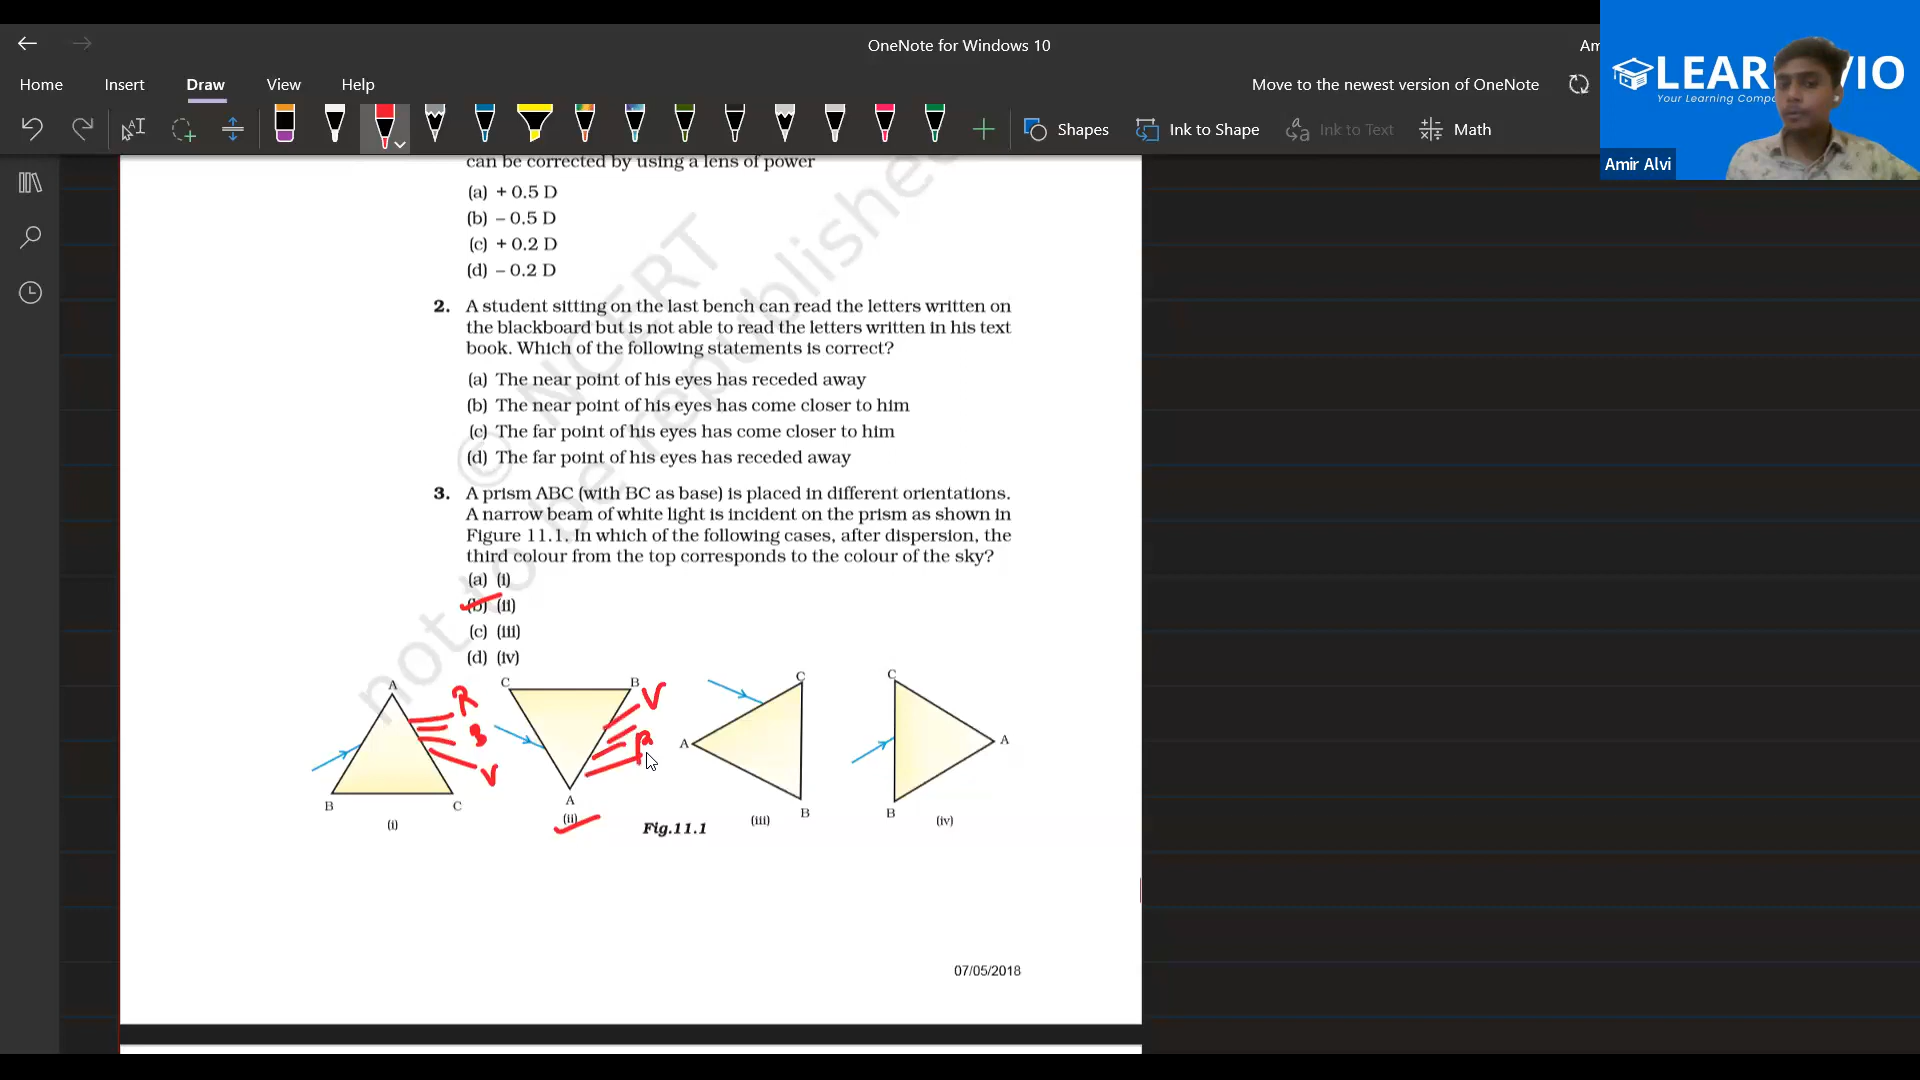 OneNote for Windows 10
Am
Home Insert Draw View Help
Move to the newest version of OneNote
Shapes Ink to Shape Ink to Text Math
LEAR VIO
Your Learning Compa
Amir Alvi
can be corrected by using a lens of power
(a) + 0.5 D
(b) – 0.5 D
(c) + 0.2 D
(d) – 0.2 D
2. A student sitting on the last bench can read the letters written on
the blackboard but is not able to read the letters written in his text
book. Which of the following statements is correct?
(a) The near point of his eyes has receded away
(b) The near point of his eyes has come closer to him
(c) The far point of his eyes has come closer to him
(d) The far point of his eyes has receded away
3. A prism ABC (with BC as base) is placed in different orientations.
A narrow beam of white light is incident on the prism as shown in
Figure 11.1. In which of the following cases, after dispersion, the
third colour from the top corresponds to the colour of the sky?
(a) (i)
(b) (ii)
(c) (iii)
(d) (iv)
A R B V B C (i)
C B V R A (ii)
Fig.11.1
C A B (iii)
C A B (iv)
© NCERT
not to be republished
07/05/2018